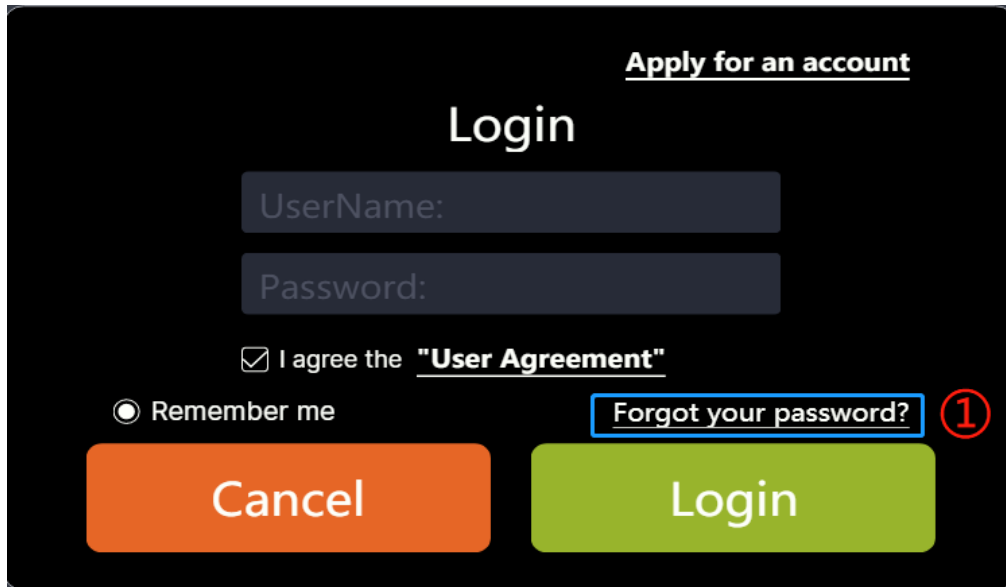 Apply for an account
Login
UserName:
Password:
I agree the "User Agreement"
Remember me
Forgot your password? ①
Cancel
Login